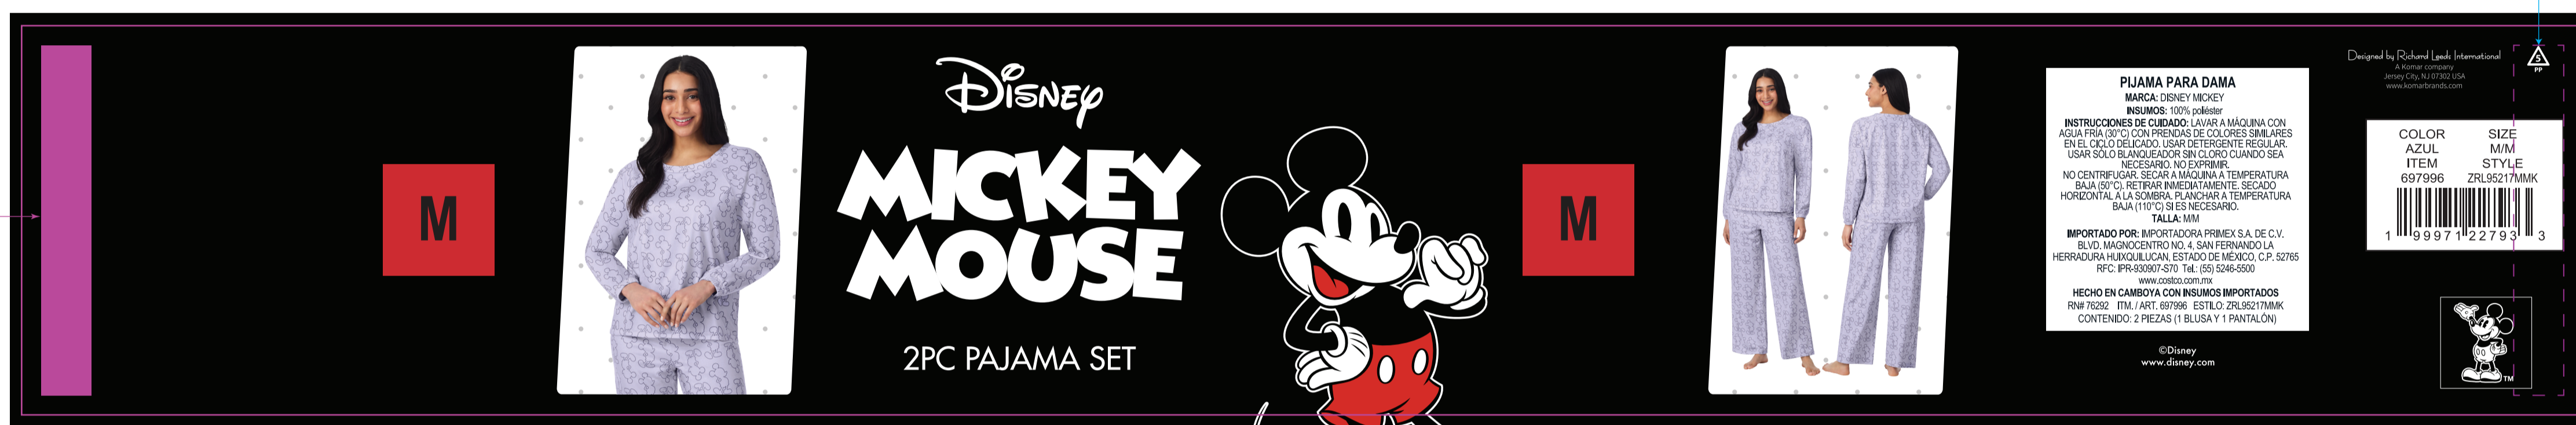 M
Disney
MICKEY
MOUSE
2PC PAJAMA SET
M
PIJAMA PARA DAMA
MARCA: DISNEY MICKEY
INSUMOS: 100% poliéster
INSTRUCCIONES DE CUIDADO: LAVAR A MÁQUINA CON
AGUA FRÍA (30°C) CON PRENDAS DE COLORES SIMILARES
EN EL CICLO DELICADO. USAR DETERGENTE REGULAR.
USAR SÓLO BLANQUEADOR SIN CLORO CUANDO SEA
NECESARIO. NO EXPRIMIR.
NO CENTRIFUGAR. SECAR A MÁQUINA A TEMPERATURA
BAJA (50°C). RETIRAR INMEDIATAMENTE. SECADO
HORIZONTAL A LA SOMBRA. PLANCHAR A TEMPERATURA
BAJA (110°C) SI ES NECESARIO.
TALLA: M/M
IMPORTADO POR: IMPORTADORA PRIMEX S.A. DE C.V.
BLVD. MAGNOCENTRO NO. 4, SAN FERNANDO LA
HERRADURA HUIXQUILUCAN, ESTADO DE MÉXICO, C.P. 52765
RFC: IPR-930907-S70 Tel.: (55) 5246-5500
www.costco.com.mx
HECHO EN CAMBOYA CON INSUMOS IMPORTADOS
RN# 76292 ITM. / ART. 697996 ESTILO: ZRL95217MMK
CONTENIDO: 2 PIEZAS (1 BLUSA Y 1 PANTALÓN)
©Disney
www.disney.com
Designed by Richard Leeds International
A Komar company
Jersey City, NJ 07302 USA
www.komarbrands.com
5
PP
COLOR SIZE
AZUL M/M
ITEM STYLE
697996 ZRL95217MMK
1 99971 22793 3
TM